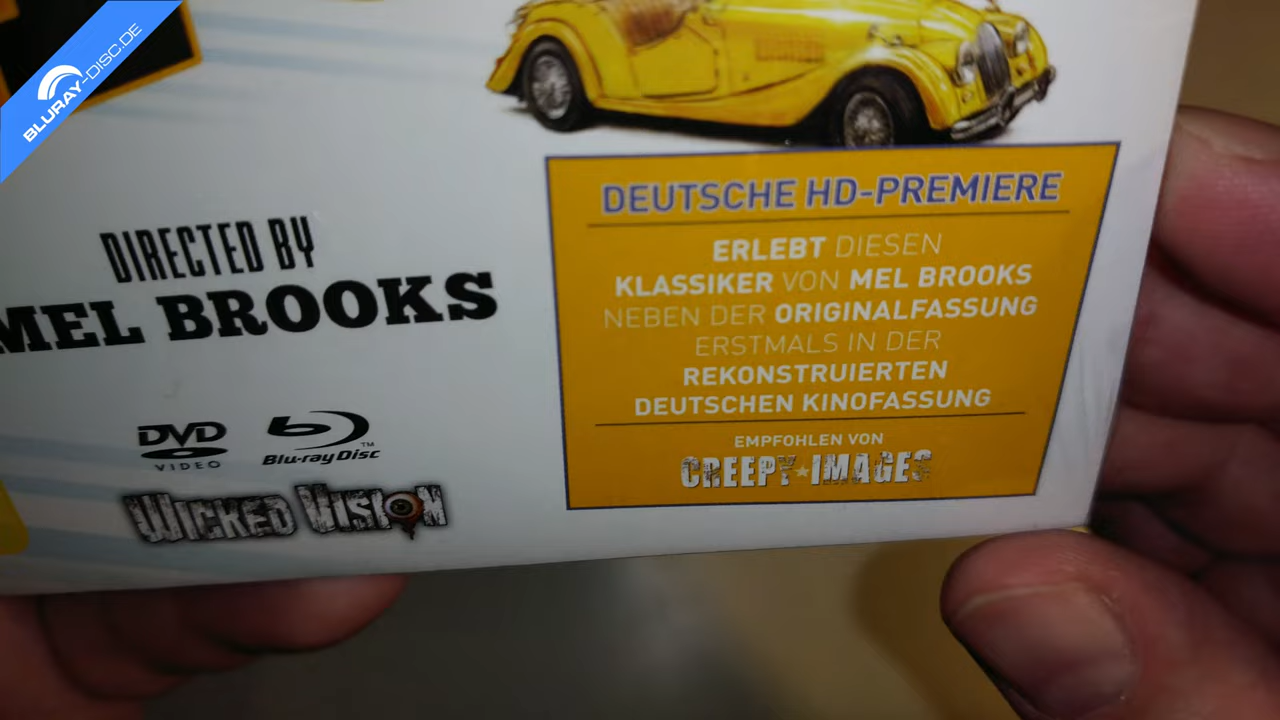 BLURAY-DISC.DE
DIRECTED BY
MEL BROOKS
DVD
VIDEO
Blu-ray Disc
TM
WICKED VISION
DEUTSCHE HD-PREMIERE
ERLEBT DIESEN
KLASSIKER VON MEL BROOKS
NEBEN DER ORIGINALFASSUNG
ERSTMALS IN DER
REKONSTRUIERTEN
DEUTSCHEN KINOFASSUNG
EMPFOHLEN VON
CREEPY★IMAGES